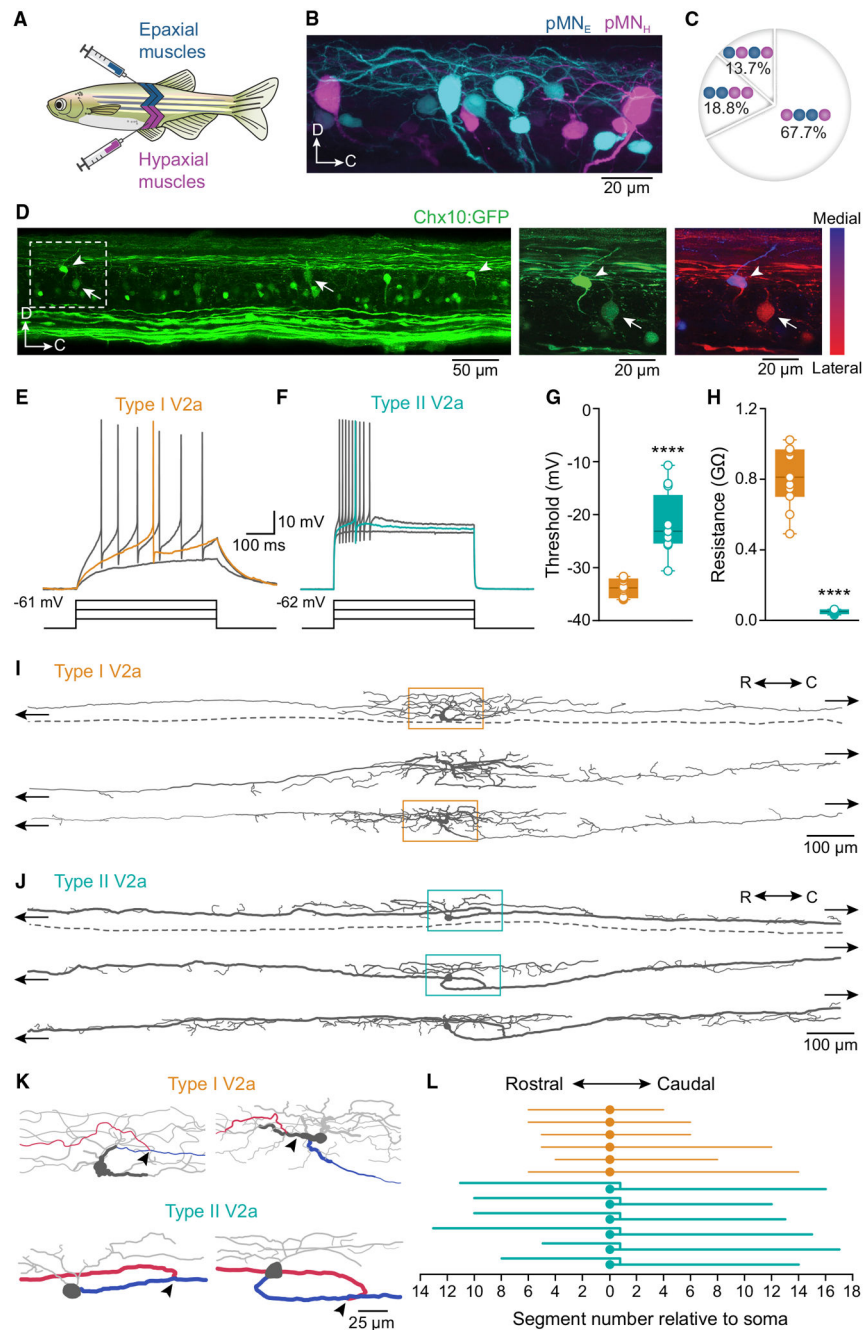 A
Epaxial
muscles
Hypaxial
muscles
B
pMNE pMNH
D
C
20 µm
C
13.7%
18.8%
67.7%
D
Chx10:GFP
Medial
D
C
50 µm
20 µm
20 µm
Lateral
E
Type I V2a
10 mV
100 ms
-61 mV
F
Type II V2a
-62 mV
G
Threshold (mV)
0
-10
-20
-30
-40
****
H
Resistance (GΩ)
1.2
0.8
0.4
0.0
****
I
Type I V2a
R C
100 µm
J
Type II V2a
R C
100 µm
K
Type I V2a
Type II V2a
25 µm
L
Rostral Caudal
14 12 10 8 6 4 2 0 2 4 6 8 10 12 14 16 18
Segment number relative to soma